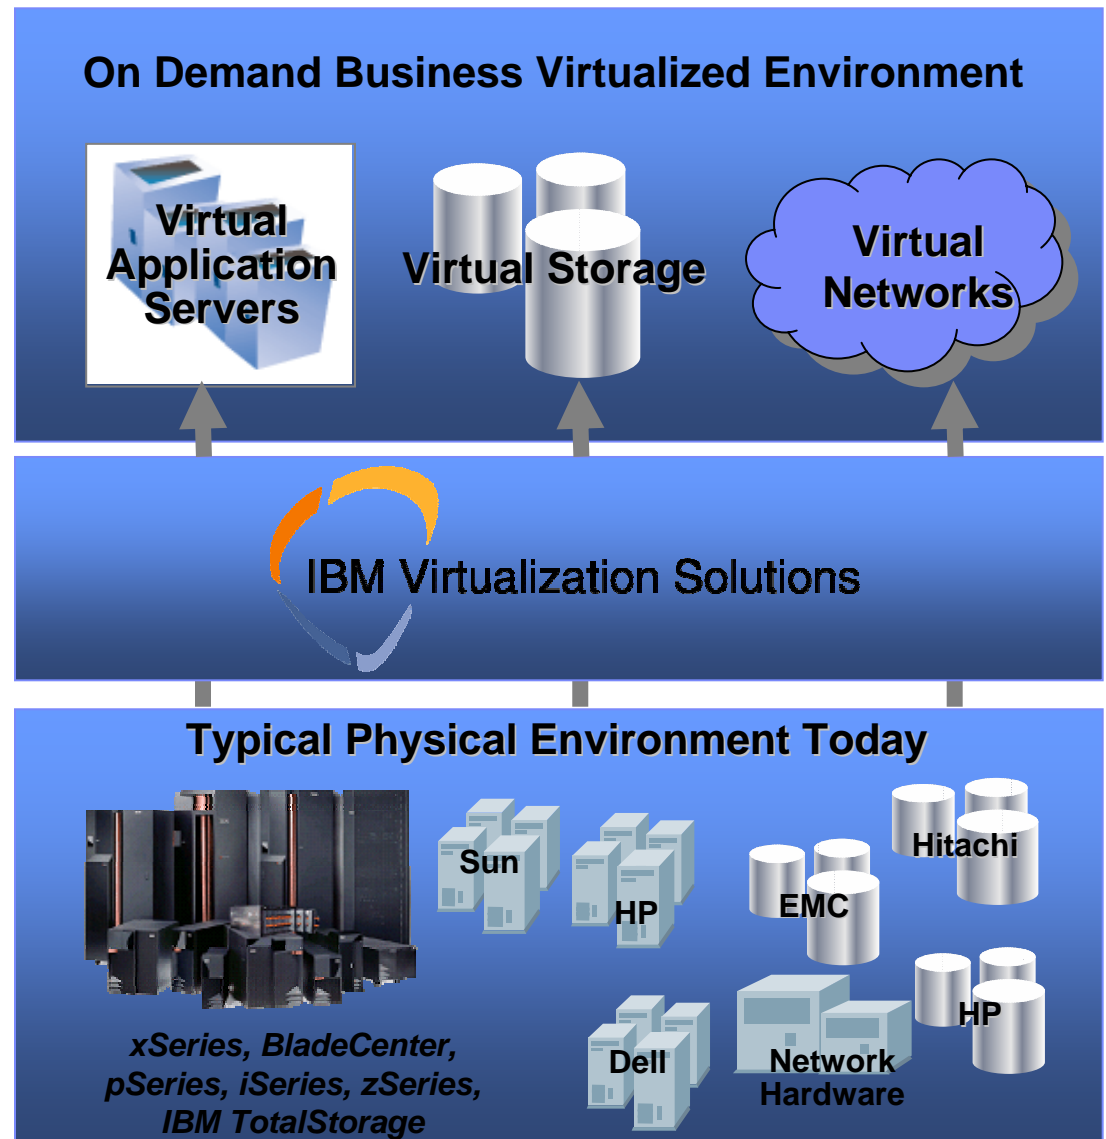 On Demand Business Virtualized Environment
Virtual
Application
Servers
Virtual Storage
Virtual
Networks
IBM Virtualization Solutions
Typical Physical Environment Today
Sun
HP
EMC
Hitachi
HP
Dell
Network
Hardware
xSeries, BladeCenter,
pSeries, iSeries, zSeries,
IBM TotalStorage